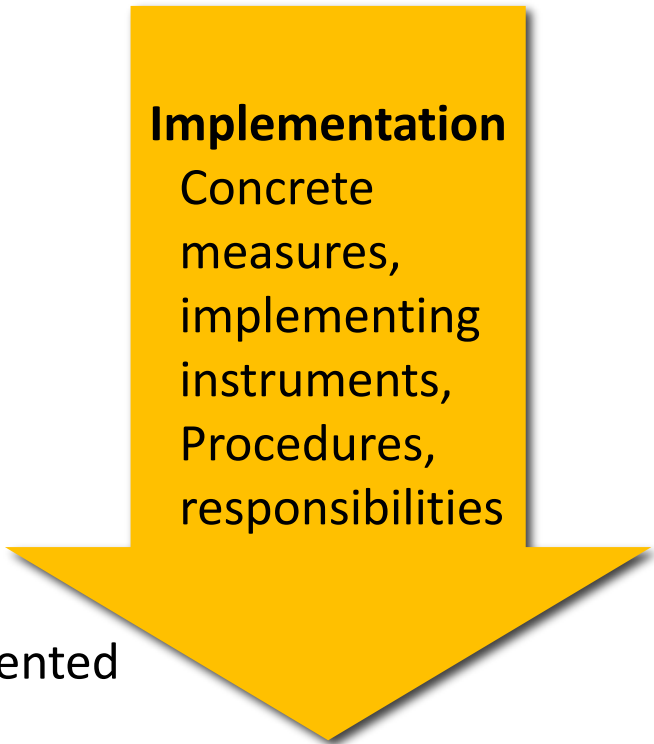 Implementation
Concrete
measures,
implementing
instruments,
Procedures,
responsibilities
ented